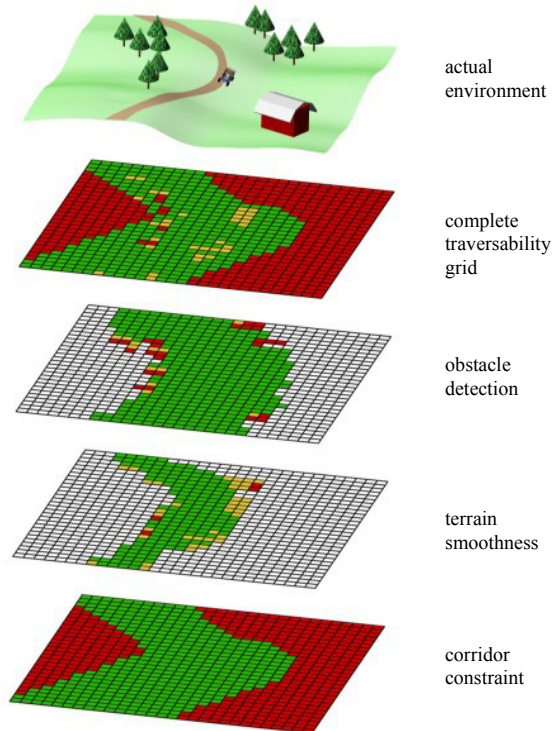 actual
environment
complete
traversability
grid
obstacle
detection
terrain
smoothness
corridor
constraint